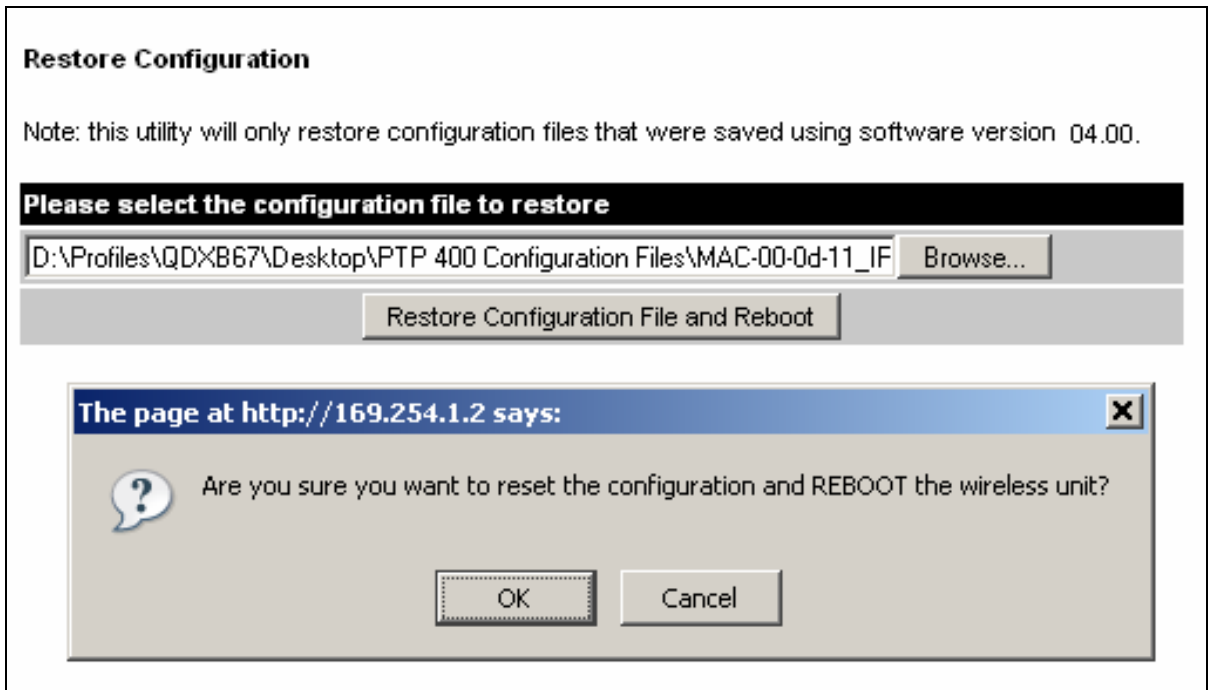 Restore Configuration
Note: this utility will only restore configuration files that were saved using software version 04.00.
Please select the configuration file to restore
D:\Profiles\QDXB67\Desktop\PTP 400 Configuration Files\MAC-00-0d-11_IF Browse...
Restore Configuration File and Reboot
The page at http://169.254.1.2 says:
Are you sure you want to reset the configuration and REBOOT the wireless unit?
OK Cancel